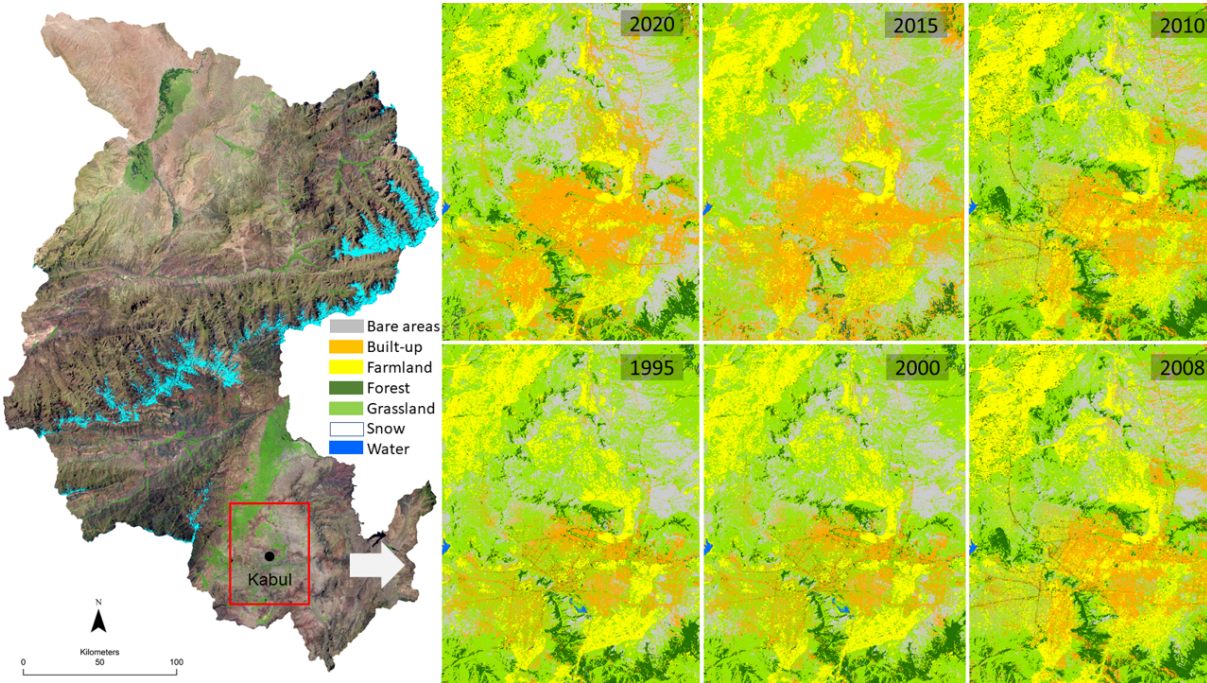 2020
2015
2010
Bare areas
Built-up
Farmland
Forest
Grassland
Snow
Water
1995
2000
2008
Kabul
N
Kilometers
0 50 100